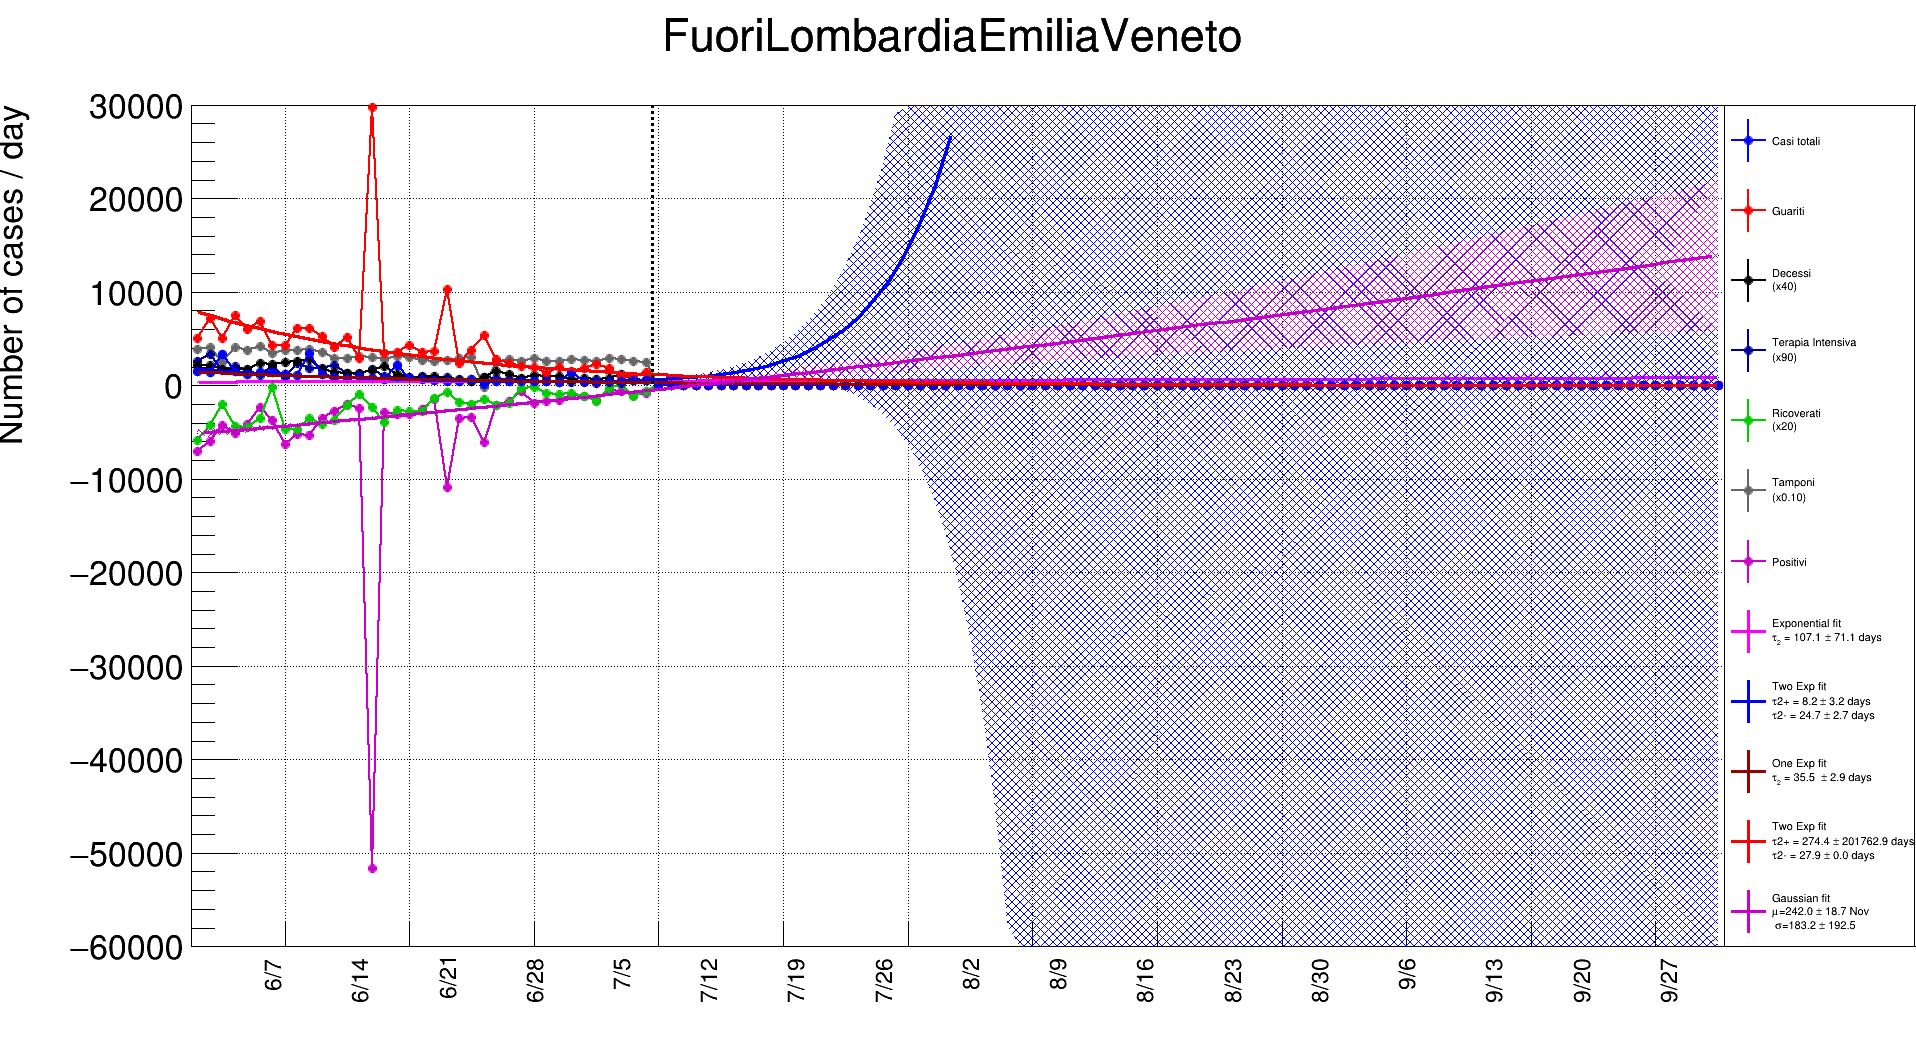 FuoriLombardiaEmiliaVeneto
Number of cases / day
30000
20000
10000
0
−10000
−20000
−30000
−40000
−50000
−60000
6/7
6/14
6/21
6/28
7/5
7/12
7/19
7/26
8/2
8/9
8/16
8/23
8/30
9/6
9/13
9/20
9/27
Casi totali
Guariti
Decessi
(x40)
Terapia Intensiva
(x90)
Ricoverati
(x20)
Tamponi
(x0.10)
Positivi
Exponential fit
τ2 = 107.1 ± 71.1 days
Two Exp fit
τ2+ = 8.2 ± 3.2 days
τ2- = 24.7 ± 2.7 days
One Exp fit
τ2 = 35.5 ± 2.9 days
Two Exp fit
τ2+ = 274.4 ± 201762.9 days
τ2- = 27.9 ± 0.0 days
Gaussian fit
μ=242.0 ± 18.7 Nov
σ=183.2 ± 192.5